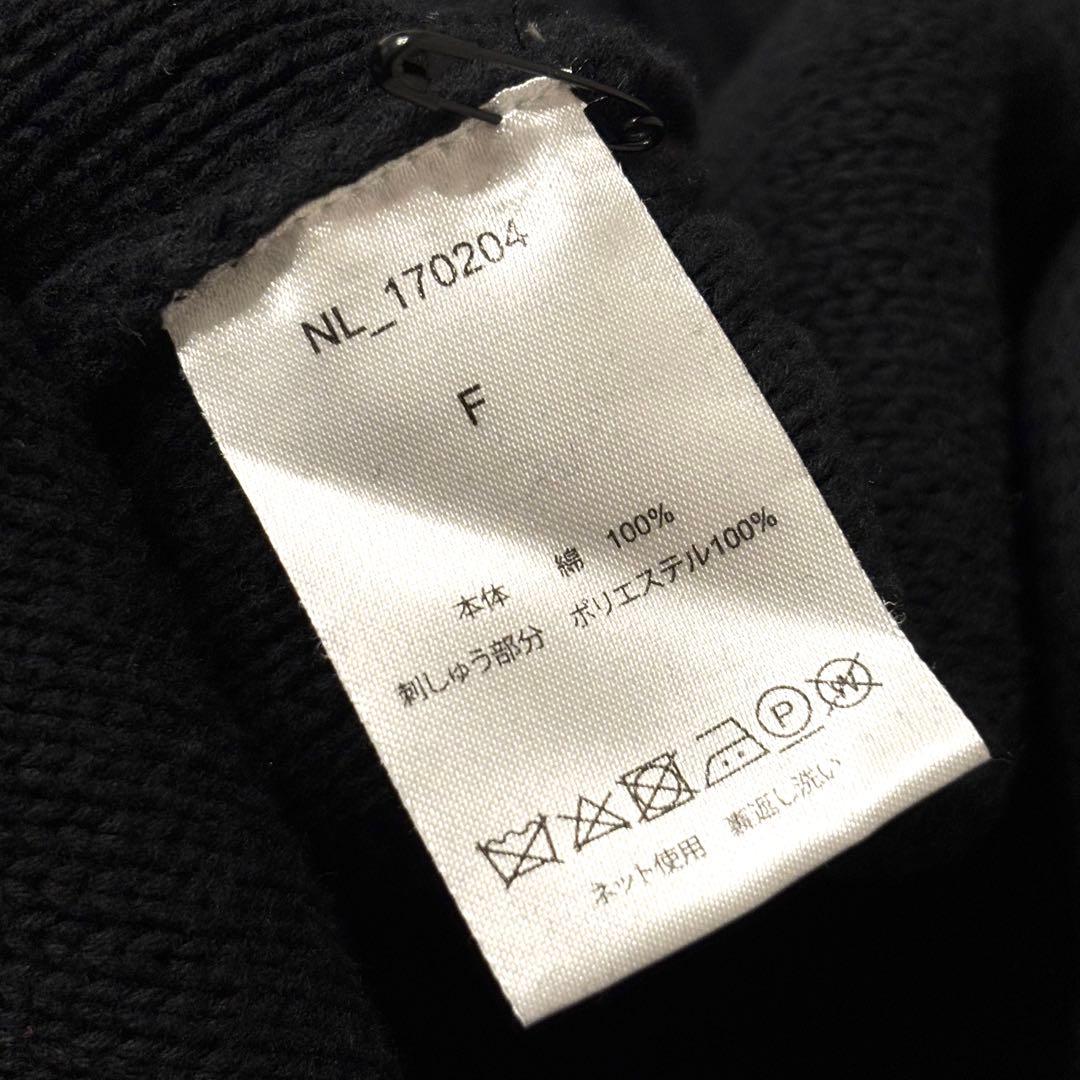 NL_170204
F
本体 綿 100%
刺しゅう部分 ポリエステル100%
P W
ネット使用 裏返し洗い